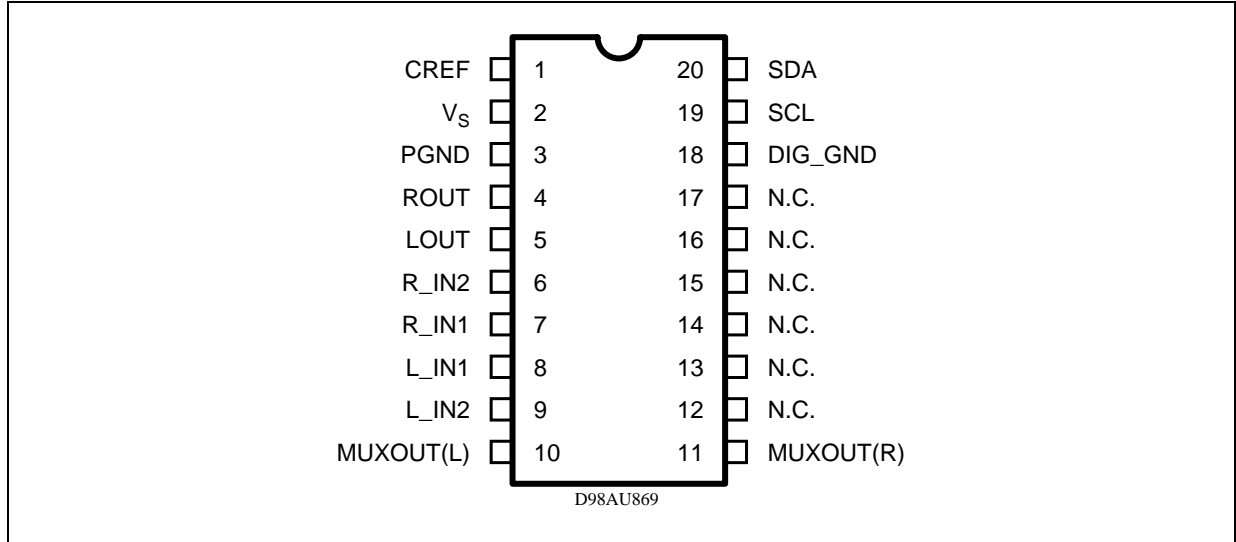 CREF 1 20 SDA
VS 2 19 SCL
PGND 3 18 DIG_GND
ROUT 4 17 N.C.
LOUT 5 16 N.C.
R_IN2 6 15 N.C.
R_IN1 7 14 N.C.
L_IN1 8 13 N.C.
L_IN2 9 12 N.C.
MUXOUT(L) 10 11 MUXOUT(R)
D98AU869